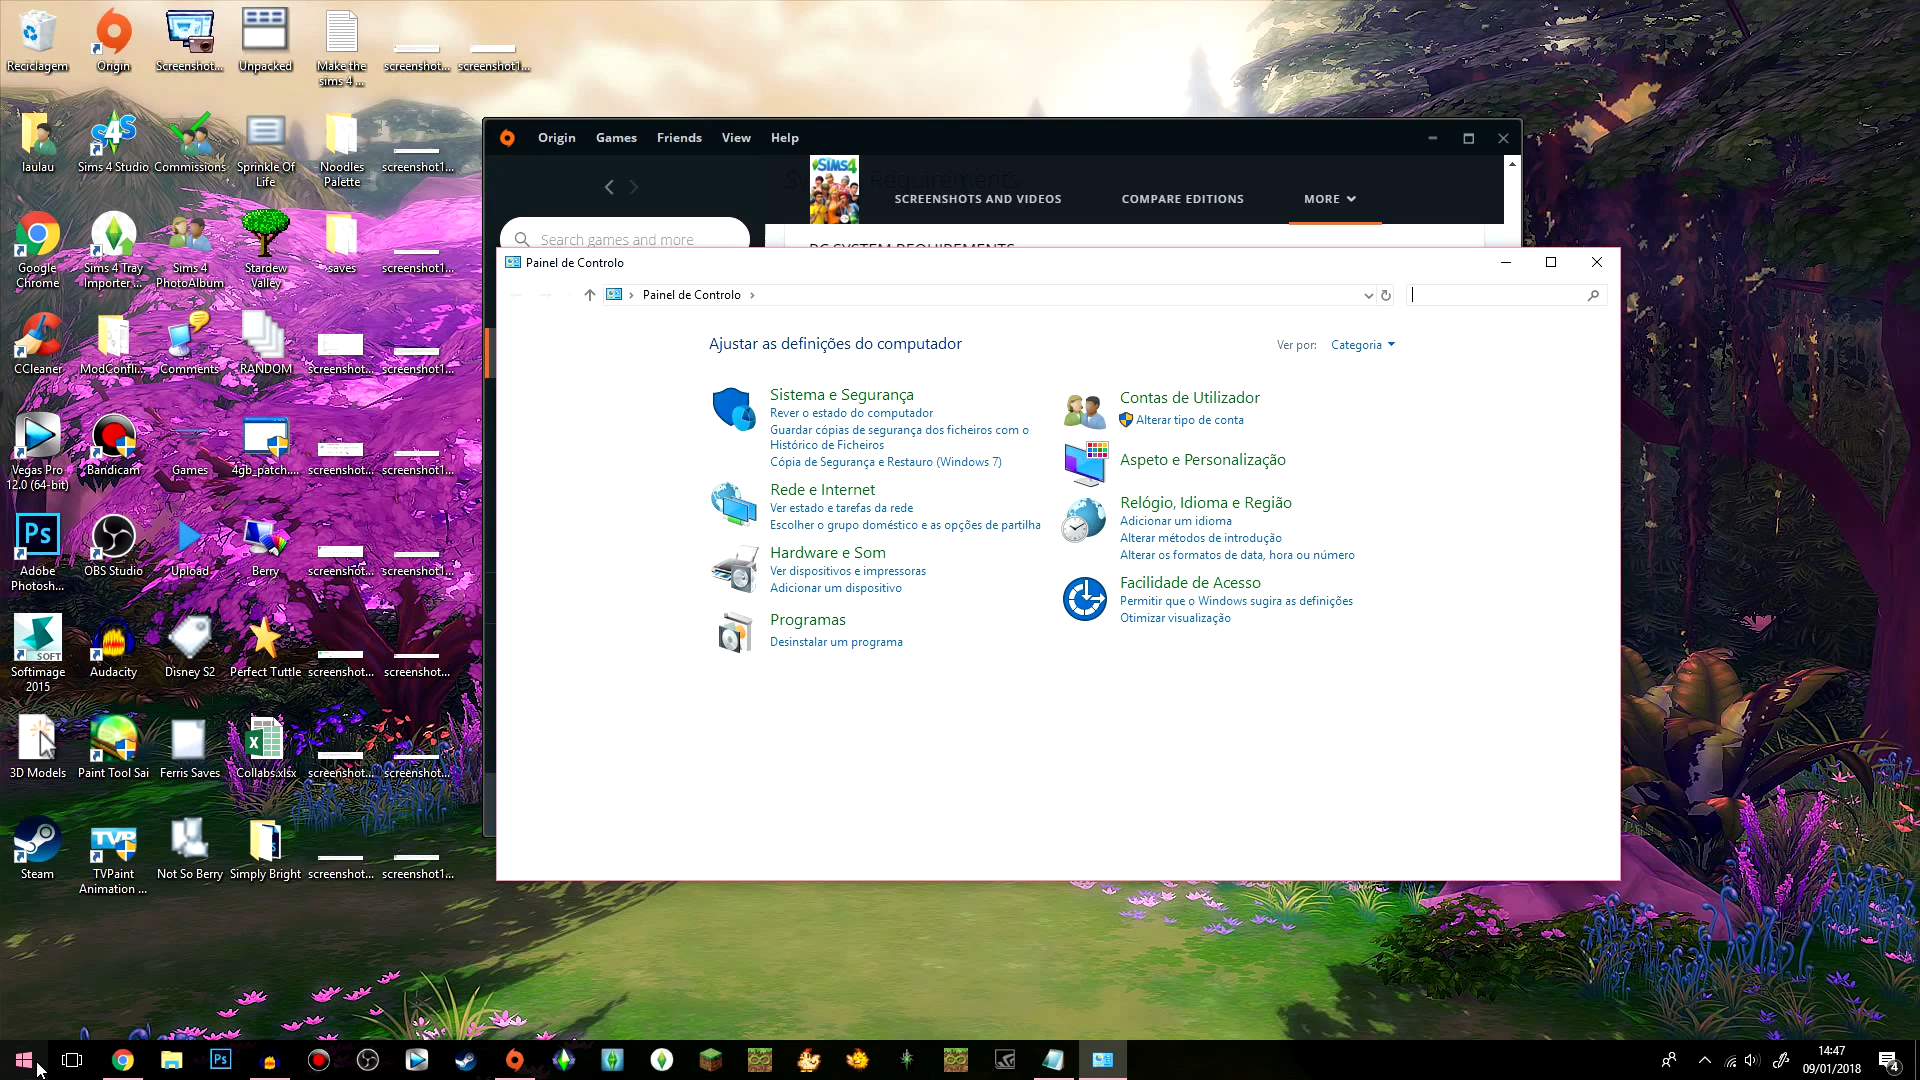 Reciclagem
Origin
Screenshot...
Unpacked
Make the
sims 4 ...
screenshot...
screenshot1...
laulau
Sims 4 Studio
Commissions
Sprinkle Of
Life
Noodles
Palette
screenshot1...
Google
Chrome
Sims 4 Tray
Importer ...
Sims 4
PhotoAlbum
Stardew
Valley
saves
screenshot1...
CCleaner
ModConfli...
Comments
RANDOM
screenshot...
screenshot1...
Vegas Pro
12.0 (64-bit)
Bandicam
Games
4gb_patch....
screenshot...
screenshot1...
Ps
Adobe
Photosh...
OBS Studio
Upload
Berry
screenshot...
screenshot1...
SOFT
Softimage
2015
Audacity
Disney S2
Perfect Tuttle
screenshot...
screenshot...
3D Models
Paint Tool Sai
Ferris Saves
Collabs.xlsx
screenshot...
screenshot...
Steam
TVP
TVPaint
Animation ...
Not So Berry
Simply Bright
screenshot...
screenshot1...
Origin Games Friends View Help
SIMS4
Requirements
SCREENSHOTS AND VIDEOS COMPARE EDITIONS MORE
Search games and more
PC SYSTEM REQUIREMENTS
Painel de Controlo
Painel de Controlo
Ajustar as definições do computador
Ver por: Categoria
Sistema e Segurança
Rever o estado do computador
Guardar cópias de segurança dos ficheiros com o
Histórico de Ficheiros
Cópia de Segurança e Restauro (Windows 7)
Rede e Internet
Ver estado e tarefas da rede
Escolher o grupo doméstico e as opções de partilha
Hardware e Som
Ver dispositivos e impressoras
Adicionar um dispositivo
Programas
Desinstalar um programa
Contas de Utilizador
Alterar tipo de conta
Aspeto e Personalização
Relógio, Idioma e Região
Adicionar um idioma
Alterar métodos de introdução
Alterar os formatos de data, hora ou número
Facilidade de Acesso
Permitir que o Windows sugira as definições
Otimizar visualização
Ps
14:47
09/01/2018
4